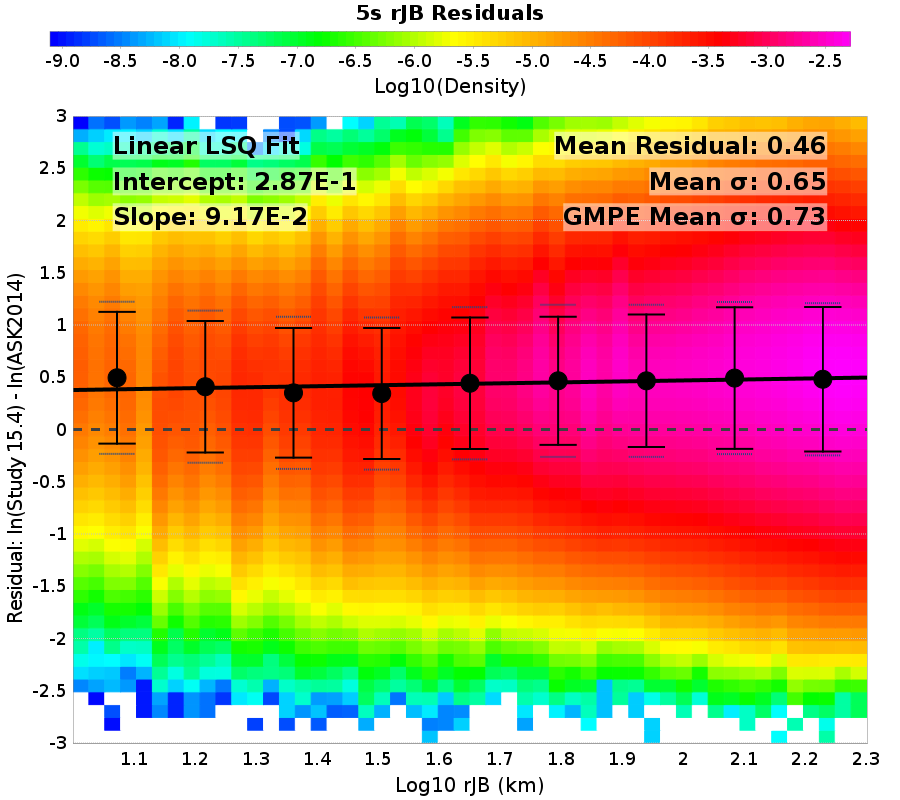 5s rJB Residuals
-9.0 -8.5 -8.0 -7.5 -7.0 -6.5 -6.0 -5.5 -5.0 -4.5 -4.0 -3.5 -3.0 -2.5
Log10(Density)
Linear LSQ Fit
Intercept: 2.87E-1
Slope: 9.17E-2
Mean Residual: 0.46
Mean σ: 0.65
GMPE Mean σ: 0.73
Residual: ln(Study 15.4) - ln(ASK2014)
3
2.5
2
1.5
1
0.5
0
-0.5
-1
-1.5
-2
-2.5
-3
1.1 1.2 1.3 1.4 1.5 1.6 1.7 1.8 1.9 2 2.1 2.2 2.3
Log10 rJB (km)